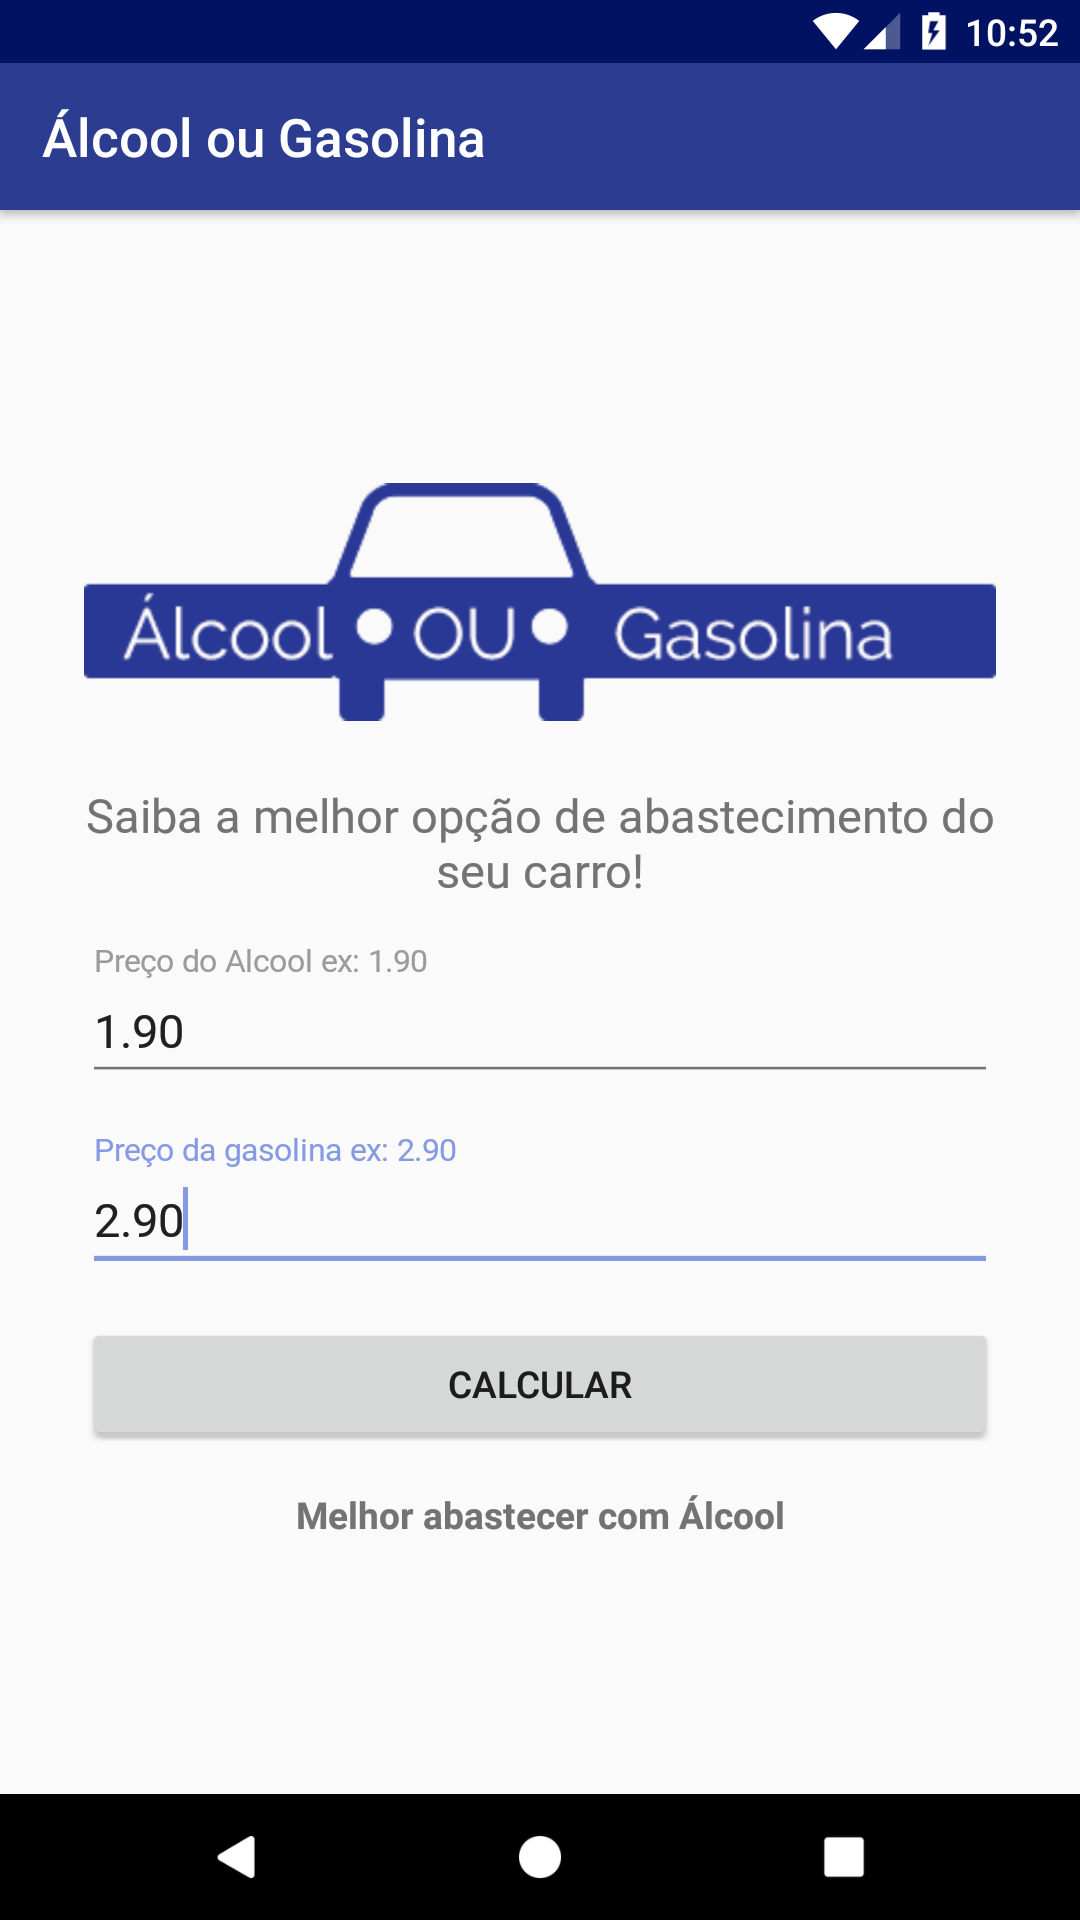 10:52
Álcool ou Gasolina
Álcool OU Gasolina
Saiba a melhor opção de abastecimento do
seu carro!
Preço do Alcool ex: 1.90
1.90
Preço da gasolina ex: 2.90
2.90
CALCULAR
Melhor abastecer com Álcool